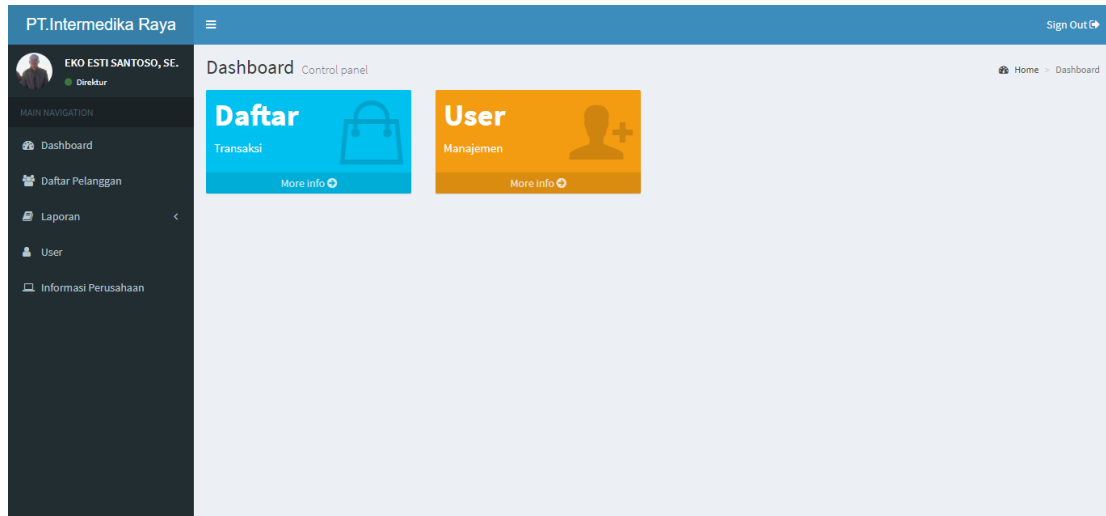 PT.Intermedika Raya
Sign Out
EKO ESTI SANTOSO, SE.
Direktur
MAIN NAVIGATION
Dashboard
Daftar Pelanggan
Laporan
User
Informasi Perusahaan
Dashboard Control panel
Home > Dashboard
Daftar
Transaksi
More info
User
Manajemen
More info